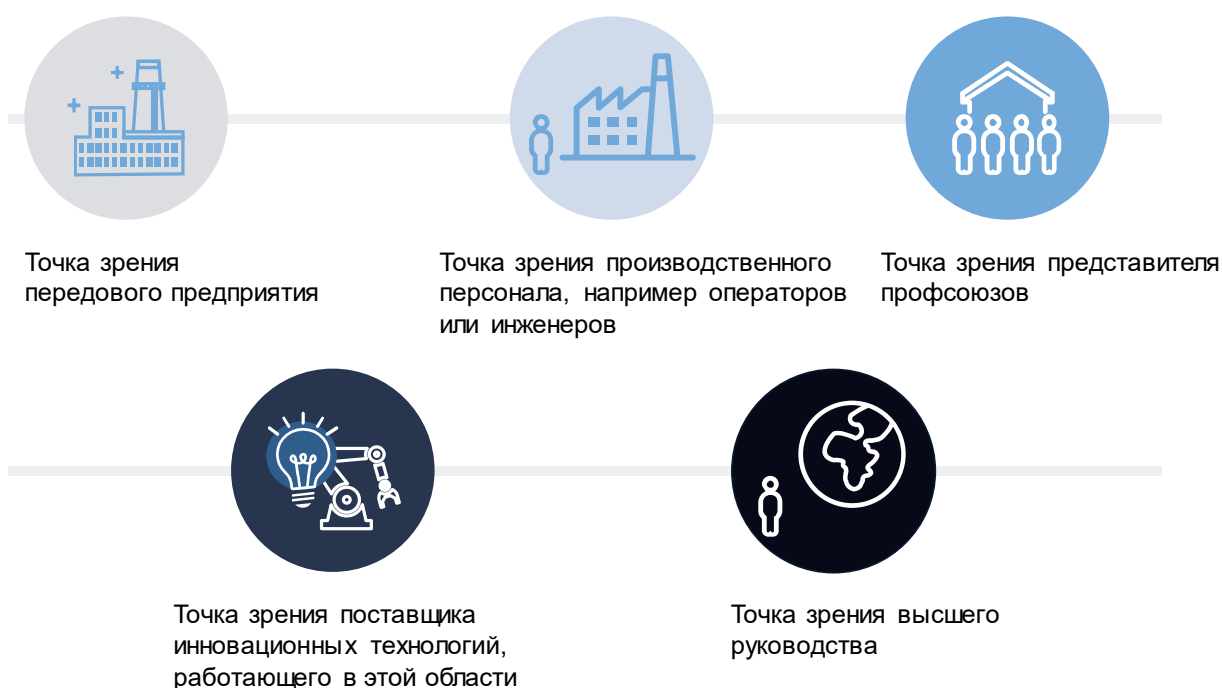 Точка зрения
передового предприятия
Точка зрения производственного
персонала, например операторов
или инженеров
Точка зрения представителя
профсоюзов
Точка зрения поставщика
инновационных технологий,
работающего в этой области
Точка зрения высшего
руководства